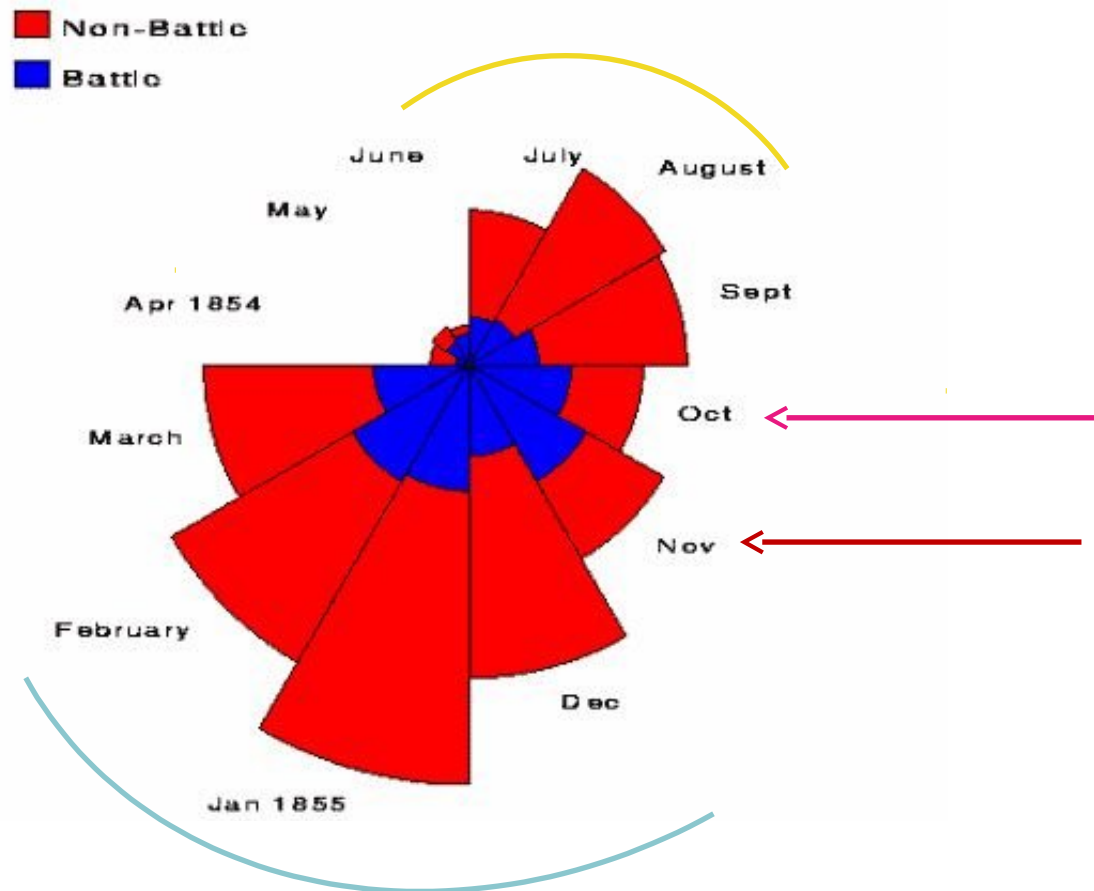 Non-Battle
Battle
June
July
August
May
Sept
Apr 1854
Oct
March
Nov
February
Dec
Jan 1855